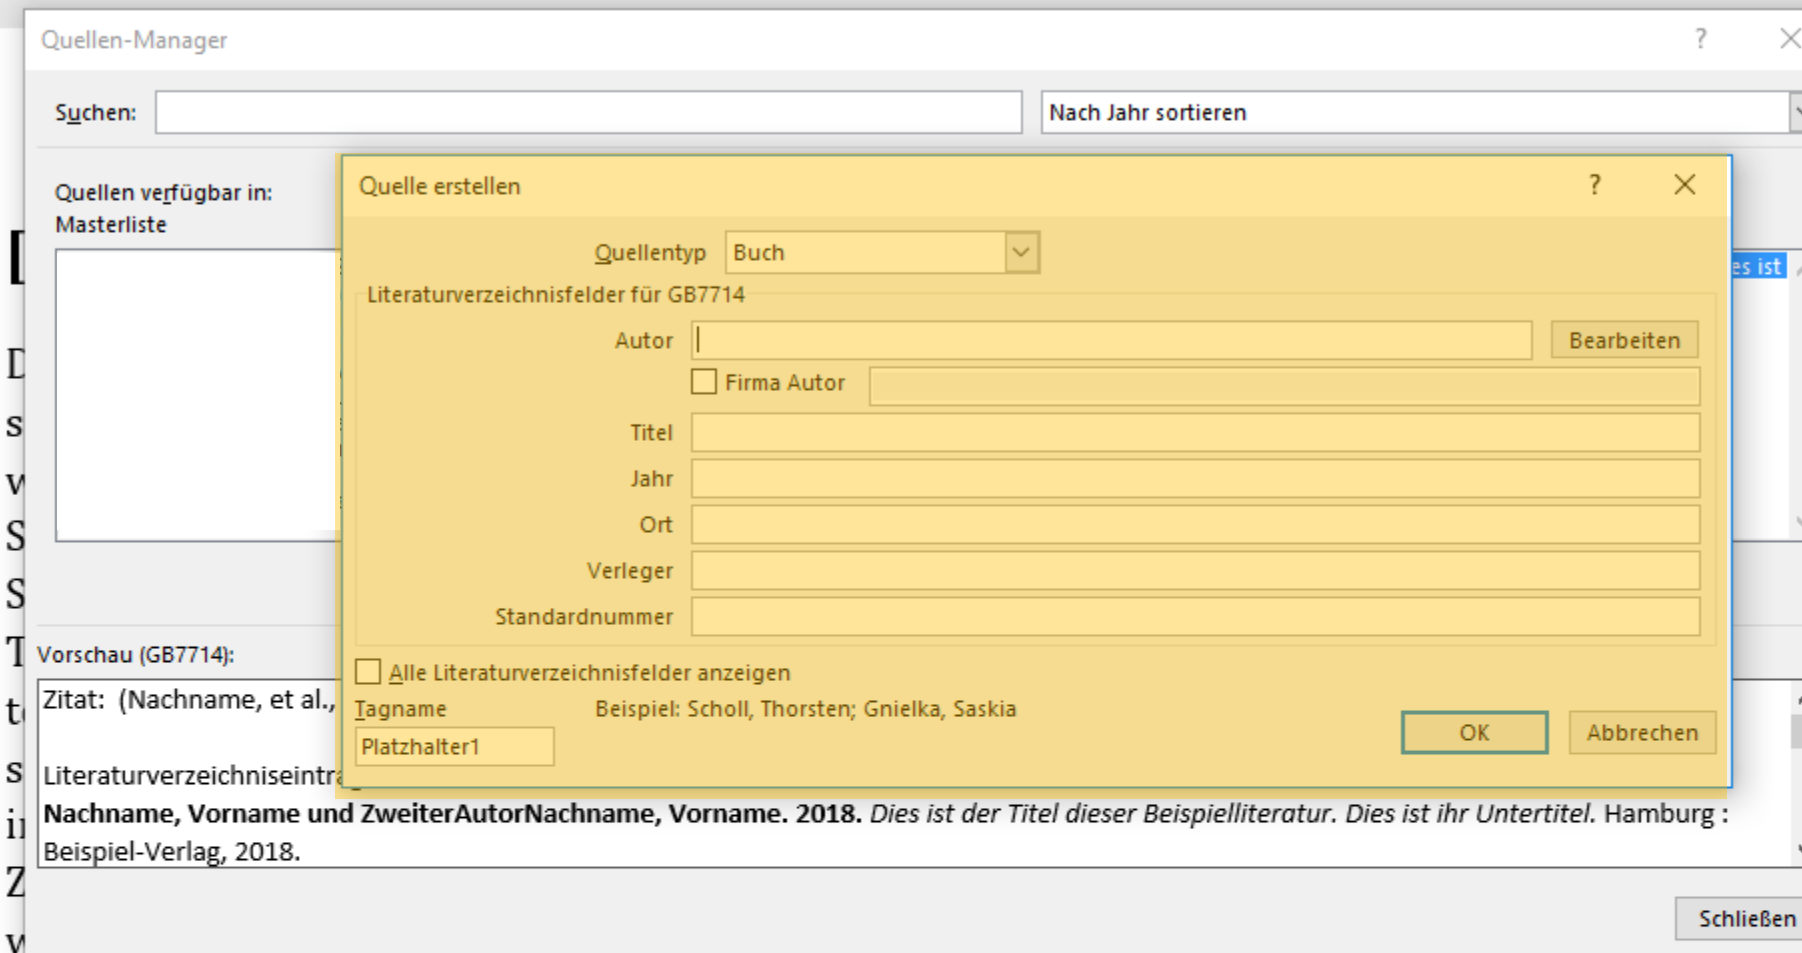 Quellen-Manager
?
Suchen:
Nach Jahr sortieren
Quellen verfügbar in:
Masterliste
Quelle erstellen
?
Quellentyp
Buch
es ist
Literaturverzeichnisfelder für GB7714
Autor
Bearbeiten
Firma Autor
Titel
Jahr
Ort
Verleger
Standardnummer
Alle Literaturverzeichnisfelder anzeigen
Tagname
Beispiel: Scholl, Thorsten; Gnielka, Saskia
Platzhalter1
OK
Abbrechen
Vorschau (GB7714):
Zitat: (Nachname, et al.,
Literaturverzeichniseintrag
Nachname, Vorname und ZweiterAutorNachname, Vorname. 2018. Dies ist der Titel dieser Beispielliteratur. Dies ist ihr Untertitel. Hamburg :
Beispiel-Verlag, 2018.
Schließen